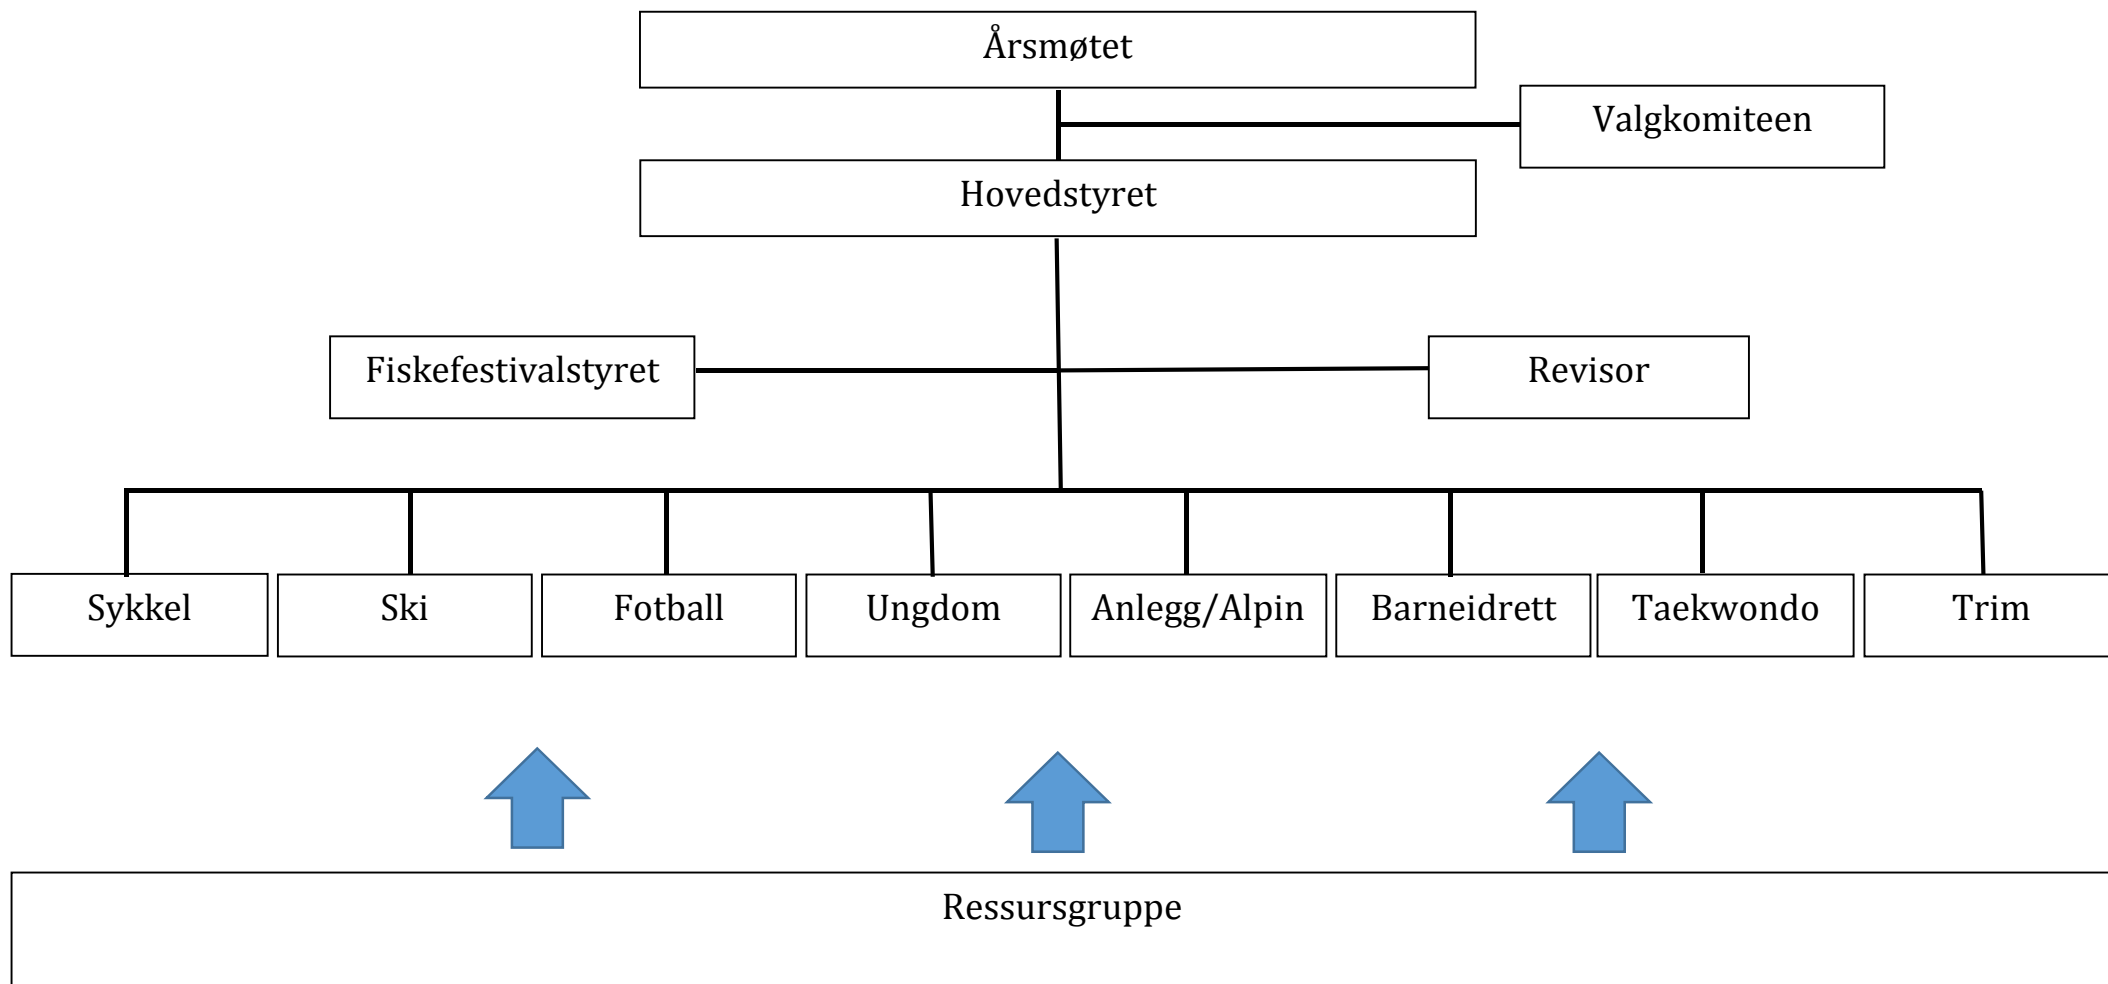 Årsmøtet
Valgkomiteen
Hovedstyret
Fiskefestivalstyret
Revisor
Sykkel
Ski
Fotball
Ungdom
Anlegg/Alpin
Barneidrett
Taekwondo
Trim
Ressursgruppe